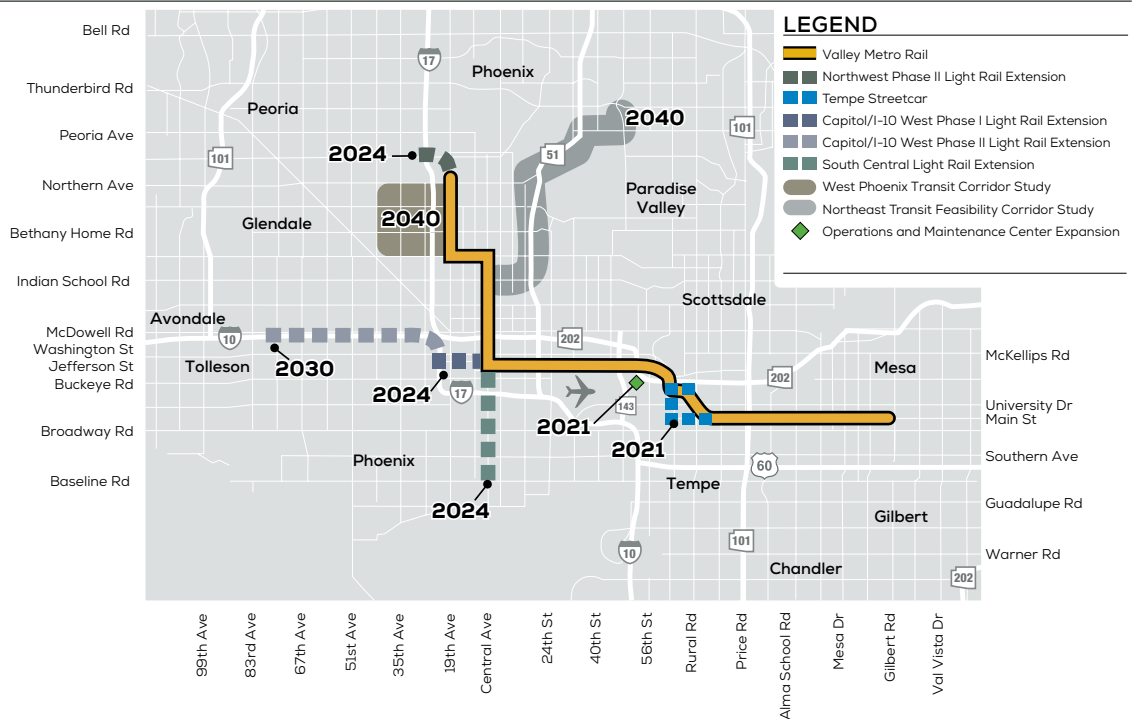 Bell Rd
Thunderbird Rd
Peoria Ave
Northern Ave
Bethany Home Rd
Indian School Rd
McDowell Rd
Washington St
Jefferson St
Buckeye Rd
Broadway Rd
Baseline Rd
17
Phoenix
Peoria
2040
101
2024
101
51
Paradise
Valley
2040
Glendale
Scottsdale
Avondale
10
202
Tolleson
2030
2024
17
143
202
Mesa
2021
2021
Phoenix
60
Tempe
2024
Gilbert
101
10
Chandler
202
LEGEND
Valley Metro Rail
Northwest Phase II Light Rail Extension
Tempe Streetcar
Capitol/I-10 West Phase I Light Rail Extension
Capitol/I-10 West Phase II Light Rail Extension
South Central Light Rail Extension
West Phoenix Transit Corridor Study
Northeast Transit Feasibility Corridor Study
Operations and Maintenance Center Expansion
McKellips Rd
University Dr
Main St
Southern Ave
Guadalupe Rd
Warner Rd
99th Ave
83rd Ave
67th Ave
51st Ave
35th Ave
19th Ave
Central Ave
24th St
40th St
56th St
Rural Rd
Price Rd
Alma School Rd
Mesa Dr
Gilbert Rd
Val Vista Dr